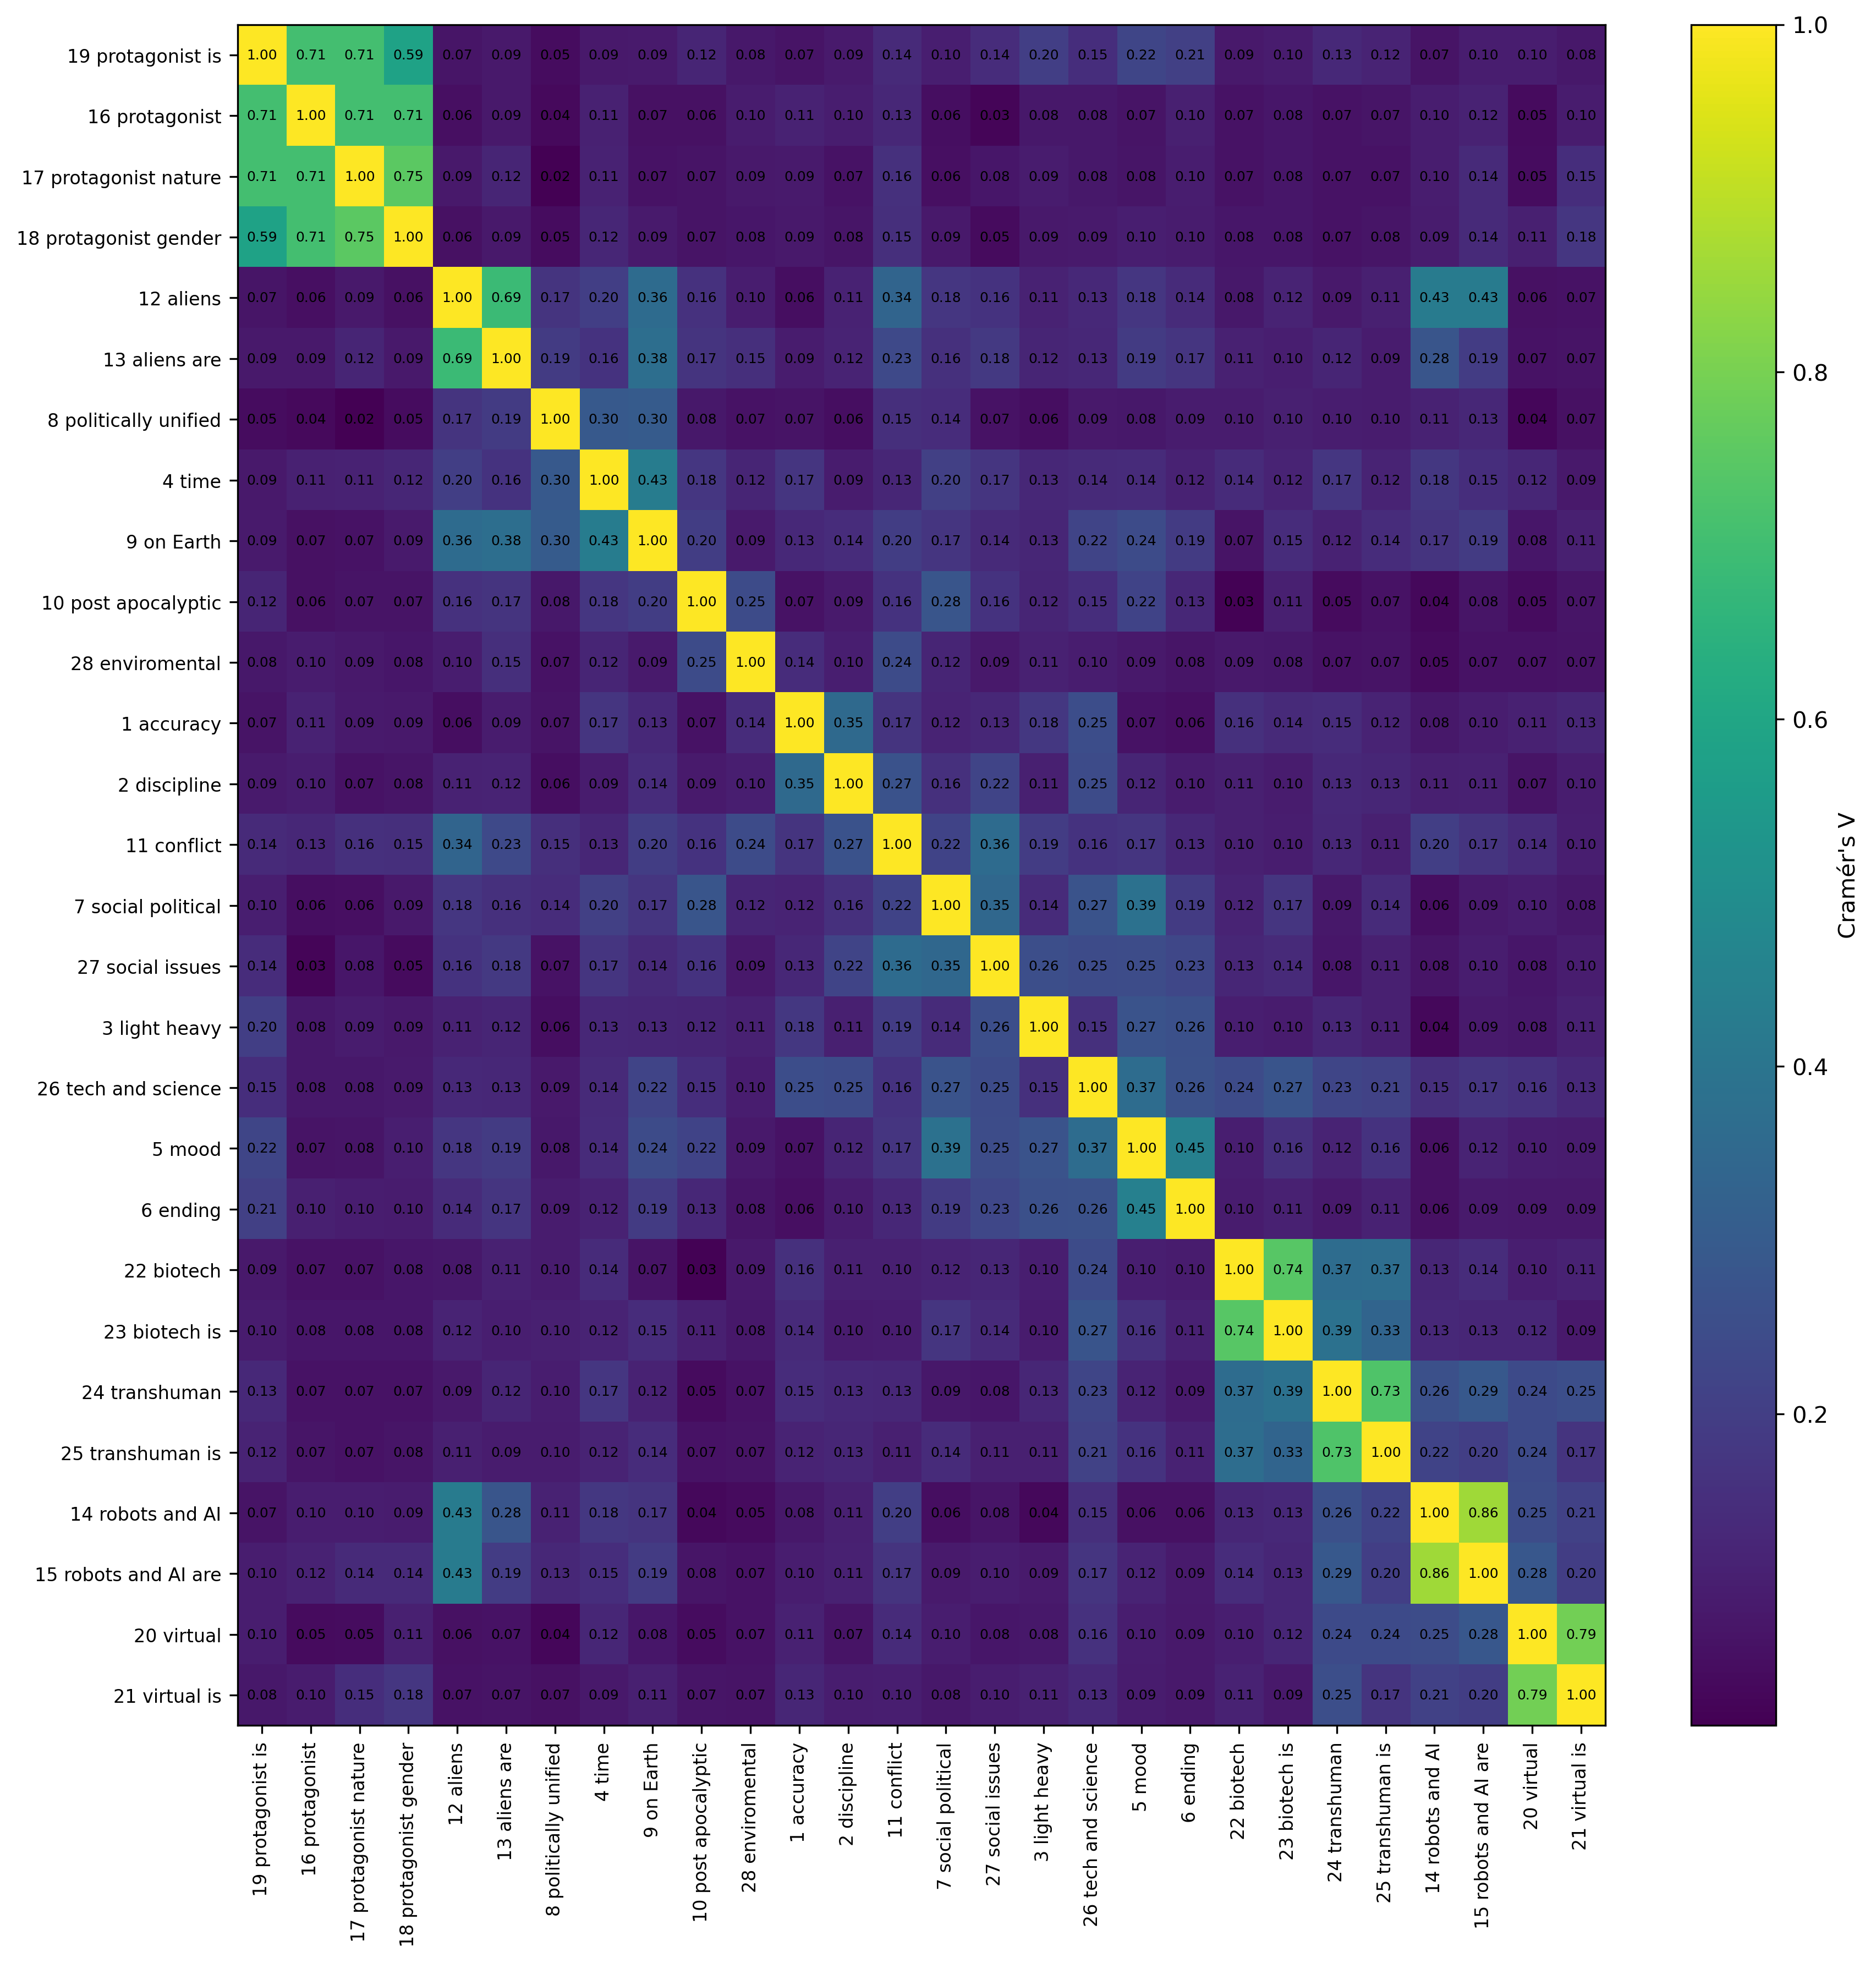 19 protagonist is 1.00 0.71 0.71 0.59 0.07 0.09 0.05 0.09 0.09 0.12 0.08 0.07 0.09 0.14 0.10 0.14 0.20 0.15 0.22 0.21 0.09 0.10 0.13 0.12 0.07 0.10 0.10 0.08
16 protagonist 0.71 1.00 0.71 0.71 0.06 0.09 0.04 0.11 0.07 0.06 0.10 0.11 0.10 0.13 0.06 0.03 0.08 0.08 0.07 0.10 0.07 0.08 0.07 0.07 0.10 0.12 0.05 0.10
17 protagonist nature 0.71 0.71 1.00 0.75 0.09 0.12 0.02 0.11 0.07 0.07 0.09 0.09 0.07 0.16 0.06 0.08 0.09 0.08 0.08 0.10 0.07 0.08 0.07 0.07 0.10 0.14 0.05 0.15
18 protagonist gender 0.59 0.71 0.75 1.00 0.06 0.09 0.05 0.12 0.09 0.07 0.08 0.09 0.08 0.15 0.09 0.05 0.09 0.09 0.10 0.10 0.08 0.08 0.07 0.08 0.09 0.14 0.11 0.18
12 aliens 0.07 0.06 0.09 0.06 1.00 0.69 0.17 0.20 0.36 0.16 0.10 0.06 0.11 0.34 0.18 0.16 0.11 0.13 0.18 0.14 0.08 0.12 0.09 0.11 0.43 0.43 0.06 0.07
13 aliens are 0.09 0.09 0.12 0.09 0.69 1.00 0.19 0.16 0.38 0.17 0.15 0.09 0.12 0.23 0.16 0.18 0.12 0.13 0.19 0.17 0.11 0.10 0.12 0.09 0.28 0.19 0.07 0.07
8 politically unified 0.05 0.04 0.02 0.05 0.17 0.19 1.00 0.30 0.30 0.08 0.07 0.07 0.06 0.15 0.14 0.07 0.06 0.09 0.08 0.09 0.10 0.10 0.10 0.10 0.11 0.13 0.04 0.07
4 time 0.09 0.11 0.11 0.12 0.20 0.16 0.30 1.00 0.43 0.18 0.12 0.17 0.09 0.13 0.20 0.17 0.13 0.14 0.14 0.12 0.14 0.12 0.17 0.12 0.18 0.15 0.12 0.09
9 on Earth 0.09 0.07 0.07 0.09 0.36 0.38 0.30 0.43 1.00 0.20 0.09 0.13 0.14 0.20 0.17 0.14 0.13 0.22 0.24 0.19 0.07 0.15 0.12 0.14 0.17 0.19 0.08 0.11
10 post apocalyptic 0.12 0.06 0.07 0.07 0.16 0.17 0.08 0.18 0.20 1.00 0.25 0.07 0.09 0.16 0.28 0.16 0.12 0.15 0.22 0.13 0.03 0.11 0.05 0.07 0.04 0.08 0.05 0.07
28 enviromental 0.08 0.10 0.09 0.08 0.10 0.15 0.07 0.12 0.09 0.25 1.00 0.14 0.10 0.24 0.12 0.09 0.11 0.10 0.09 0.08 0.09 0.08 0.07 0.07 0.05 0.07 0.07 0.07
1 accuracy 0.07 0.11 0.09 0.09 0.06 0.09 0.07 0.17 0.13 0.07 0.14 1.00 0.35 0.17 0.12 0.13 0.18 0.25 0.07 0.06 0.16 0.14 0.15 0.12 0.08 0.10 0.11 0.13
2 discipline 0.09 0.10 0.07 0.08 0.11 0.12 0.06 0.09 0.14 0.09 0.10 0.35 1.00 0.27 0.16 0.22 0.11 0.25 0.12 0.10 0.11 0.10 0.13 0.13 0.11 0.11 0.07 0.10
11 conflict 0.14 0.13 0.16 0.15 0.34 0.23 0.15 0.13 0.20 0.16 0.24 0.17 0.27 1.00 0.22 0.36 0.19 0.16 0.17 0.13 0.10 0.10 0.13 0.11 0.20 0.17 0.14 0.10
7 social political 0.10 0.06 0.06 0.09 0.18 0.16 0.14 0.20 0.17 0.28 0.12 0.12 0.16 0.22 1.00 0.35 0.14 0.27 0.39 0.19 0.12 0.17 0.09 0.14 0.06 0.09 0.10 0.08
27 social issues 0.14 0.03 0.08 0.05 0.16 0.18 0.07 0.17 0.14 0.16 0.09 0.13 0.22 0.36 0.35 1.00 0.26 0.25 0.25 0.23 0.13 0.14 0.08 0.11 0.08 0.10 0.08 0.10
3 light heavy 0.20 0.08 0.09 0.09 0.11 0.12 0.06 0.13 0.13 0.12 0.11 0.18 0.11 0.19 0.14 0.26 1.00 0.15 0.27 0.26 0.10 0.10 0.13 0.11 0.04 0.09 0.08 0.11
26 tech and science 0.15 0.08 0.08 0.09 0.13 0.13 0.09 0.14 0.22 0.15 0.10 0.25 0.25 0.16 0.27 0.25 0.15 1.00 0.37 0.26 0.24 0.27 0.23 0.21 0.15 0.17 0.16 0.13
5 mood 0.22 0.07 0.08 0.10 0.18 0.19 0.08 0.14 0.24 0.22 0.09 0.07 0.12 0.17 0.39 0.25 0.27 0.37 1.00 0.45 0.10 0.16 0.12 0.16 0.06 0.12 0.10 0.09
6 ending 0.21 0.10 0.10 0.10 0.14 0.17 0.09 0.12 0.19 0.13 0.08 0.06 0.10 0.13 0.19 0.23 0.26 0.26 0.45 1.00 0.10 0.11 0.09 0.11 0.06 0.09 0.09 0.09
22 biotech 0.09 0.07 0.07 0.08 0.08 0.11 0.10 0.14 0.07 0.03 0.09 0.16 0.11 0.10 0.12 0.13 0.10 0.24 0.10 0.10 1.00 0.74 0.37 0.37 0.13 0.14 0.10 0.11
23 biotech is 0.10 0.08 0.08 0.08 0.12 0.10 0.10 0.12 0.15 0.11 0.08 0.14 0.10 0.10 0.17 0.14 0.10 0.27 0.16 0.11 0.74 1.00 0.39 0.33 0.13 0.13 0.12 0.09
24 transhuman 0.13 0.07 0.07 0.07 0.09 0.12 0.10 0.17 0.12 0.05 0.07 0.15 0.13 0.13 0.09 0.08 0.13 0.23 0.12 0.09 0.37 0.39 1.00 0.73 0.26 0.29 0.24 0.25
25 transhuman is 0.12 0.07 0.07 0.08 0.11 0.09 0.10 0.12 0.14 0.07 0.07 0.12 0.13 0.11 0.14 0.11 0.11 0.21 0.16 0.11 0.37 0.33 0.73 1.00 0.22 0.20 0.24 0.17
14 robots and AI 0.07 0.10 0.10 0.09 0.43 0.28 0.11 0.18 0.17 0.04 0.05 0.08 0.11 0.20 0.06 0.08 0.04 0.15 0.06 0.06 0.13 0.13 0.26 0.22 1.00 0.86 0.25 0.21
15 robots and AI are 0.10 0.12 0.14 0.14 0.43 0.19 0.13 0.15 0.19 0.08 0.07 0.10 0.11 0.17 0.09 0.10 0.09 0.17 0.12 0.09 0.14 0.13 0.29 0.20 0.86 1.00 0.28 0.20
20 virtual 0.10 0.05 0.05 0.11 0.06 0.07 0.04 0.12 0.08 0.05 0.07 0.11 0.07 0.14 0.10 0.08 0.08 0.16 0.10 0.09 0.10 0.12 0.24 0.24 0.25 0.28 1.00 0.79
21 virtual is 0.08 0.10 0.15 0.18 0.07 0.07 0.07 0.09 0.11 0.07 0.07 0.13 0.10 0.10 0.08 0.10 0.11 0.13 0.09 0.09 0.11 0.09 0.25 0.17 0.21 0.20 0.79 1.00
19 protagonist is
16 protagonist
17 protagonist nature
18 protagonist gender
12 aliens
13 aliens are
8 politically unified
4 time
9 on Earth
10 post apocalyptic
28 enviromental
1 accuracy
2 discipline
11 conflict
7 social political
27 social issues
3 light heavy
26 tech and science
5 mood
6 ending
22 biotech
23 biotech is
24 transhuman
25 transhuman is
14 robots and AI
15 robots and AI are
20 virtual
21 virtual is
1.0
0.8
0.6
0.4
0.2
Cramér's V